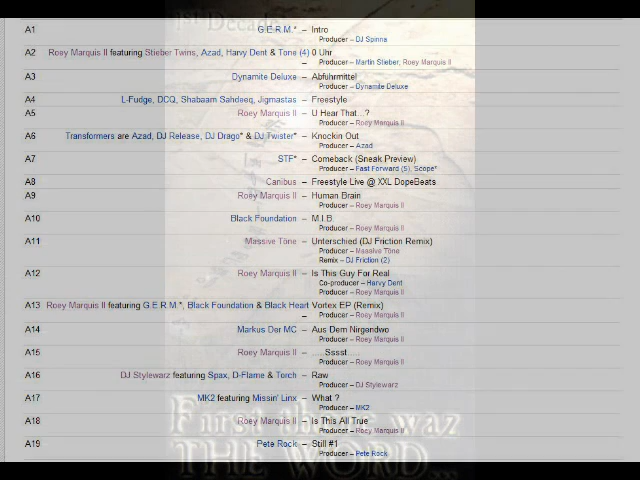 1st Decade
A1 G.E.R.M.* – Intro
Producer – DJ Spinna
A2 Roey Marquis II featuring Stieber Twins, Azad, Harvy Dent & Tone (4) 0 Uhr
– Producer – Martin Stieber, Roey Marquis II
A3 Dynamite Deluxe – Abführmittel
Producer – Dynamite Deluxe
A4 L-Fudge, DCQ, Shabaam Sahdeeq, Jigmastas – Freestyle
A5 Roey Marquis II – U Hear That...?
Producer – Roey Marquis II
A6 Transformers are Azad, DJ Release, DJ Drago* & DJ Twister* – Knockin Out
Producer – Azad
A7 STF* – Comeback (Sneak Preview)
Producer – Fast Forward (5), Scope*
A8 Canibus – Freestyle Live @ XXL DopeBeats
A9 Roey Marquis II – Human Brain
Producer – Roey Marquis II
A10 Black Foundation – M.I.B.
Producer – Roey Marquis II
A11 Massive Töne – Unterschied (DJ Friction Remix)
Producer – Massive Töne
Remix – DJ Friction (2)
A12 Roey Marquis II – Is This Guy For Real
Co-producer – Harvy Dent
Producer – Roey Marquis II
A13 Roey Marquis II featuring G.E.R.M.*, Black Foundation & Black Heart Vortex EP (Remix)
– Producer – Roey Marquis II
A14 Markus Der MC – Aus Dem Nirgendwo
Producer – Roey Marquis II
A15 Roey Marquis II – .....Sssst.....
Producer – Roey Marquis II
A16 DJ Stylewarz featuring Spax, D-Flame & Torch – Raw
Producer – DJ Stylewarz
A17 MK2 featuring Missin' Linx – What ?
Producer – MK2
A18 Roey Marquis II – Is This All True
Producer – Roey Marquis II
A19 Pete Rock – Still #1
Producer – Pete Rock
First there waz
THE WORD...